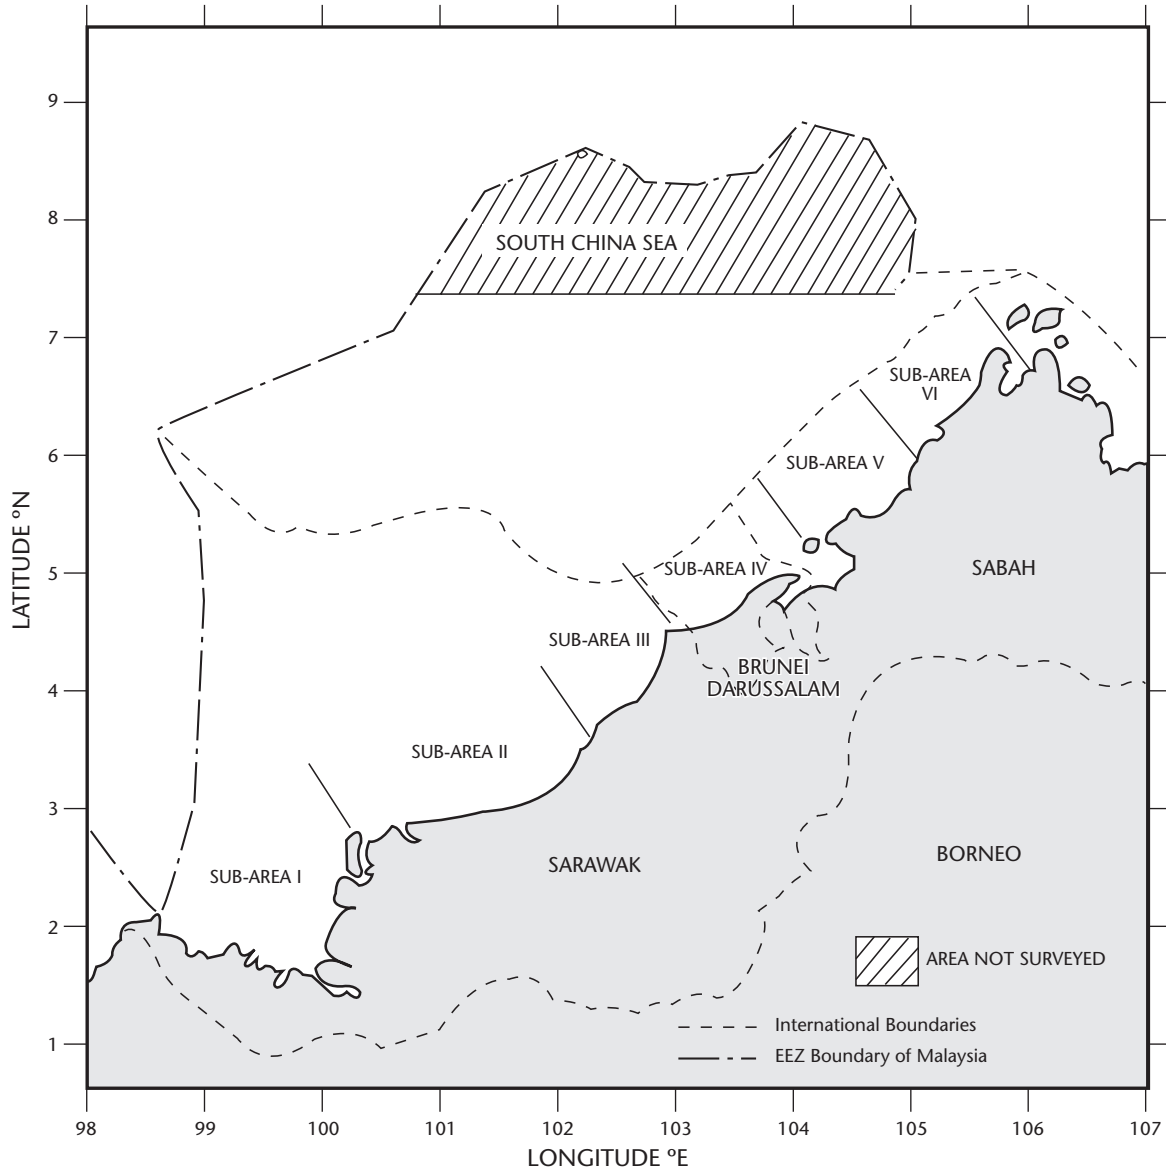 9
8
7
6
5
4
3
2
1
LATITUDE ºN
SOUTH CHINA SEA
SUB-AREA
VI
SUB-AREA V
SUB-AREA IV
SABAH
SUB-AREA III
BRUNEI
DARUSSALAM
SUB-AREA II
SARAWAK
BORNEO
SUB-AREA I
AREA NOT SURVEYED
International Boundaries
EEZ Boundary of Malaysia
98 99 100 101 102 103 104 105 106 107
LONGITUDE ºE